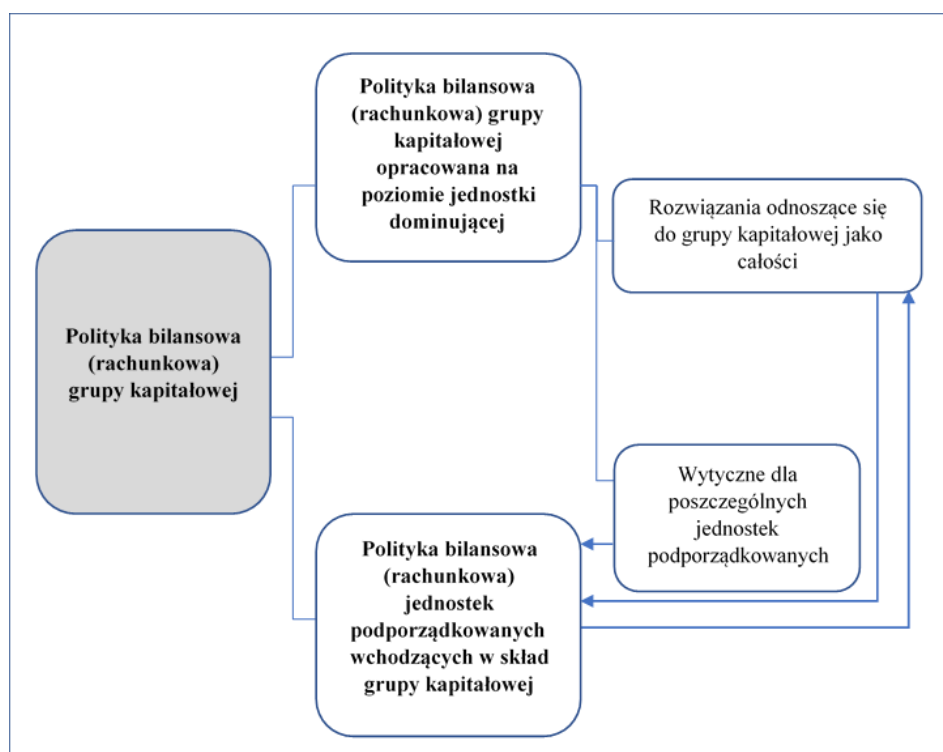 Polityka bilansowa
(rachunkowa) grupy
kapitałowej
opracowana na
poziomie jednostki
dominującej
Rozwiązania odnoszące się
do grupy kapitałowej jako
całości
Polityka bilansowa
(rachunkowa)
grupy kapitałowej
Wytyczne dla
poszczególnych
jednostek
podporządkowanych
Polityka bilansowa
(rachunkowa)
jednostek
podporządkowanych
wchodzących w skład
grupy kapitałowej